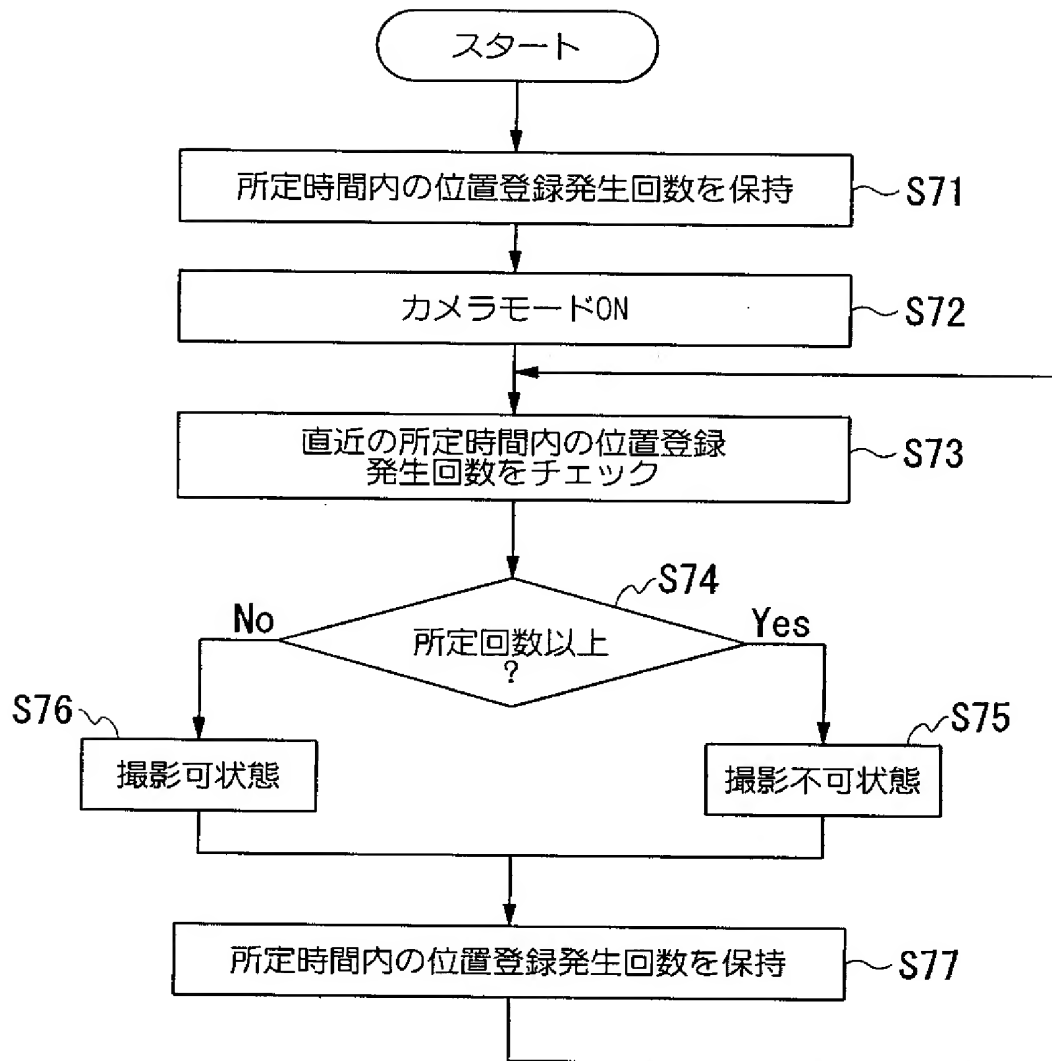 スタート
所定時間内の位置登録発生回数を保持
S71
カメラモードON
S72
直近の所定時間内の位置登録
発生回数をチェック
S73
S74
No
所定回数以上
?
Yes
S76
撮影可状態
S75
撮影不可状態
所定時間内の位置登録発生回数を保持
S77